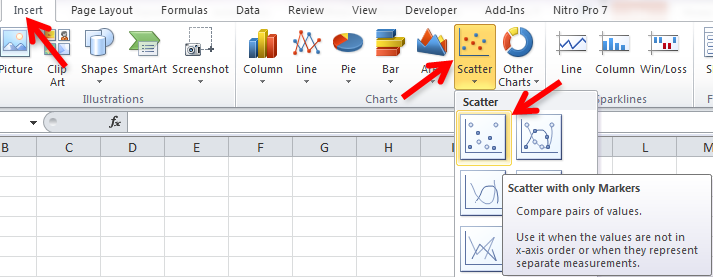 Insert Page Layout Formulas Data Review View Developer Add-Ins Nitro Pro 7
Picture Clip Art Shapes SmartArt Screenshot Column Line Pie Bar Scatter Other Charts Line Column Win/Loss
Illustrations Charts Sparklines F
Scatter
fx
B C D E F G H L M
Scatter with only Markers
Compare pairs of values.
Use it when the values are not in
x-axis order or when they represent
separate measurements.